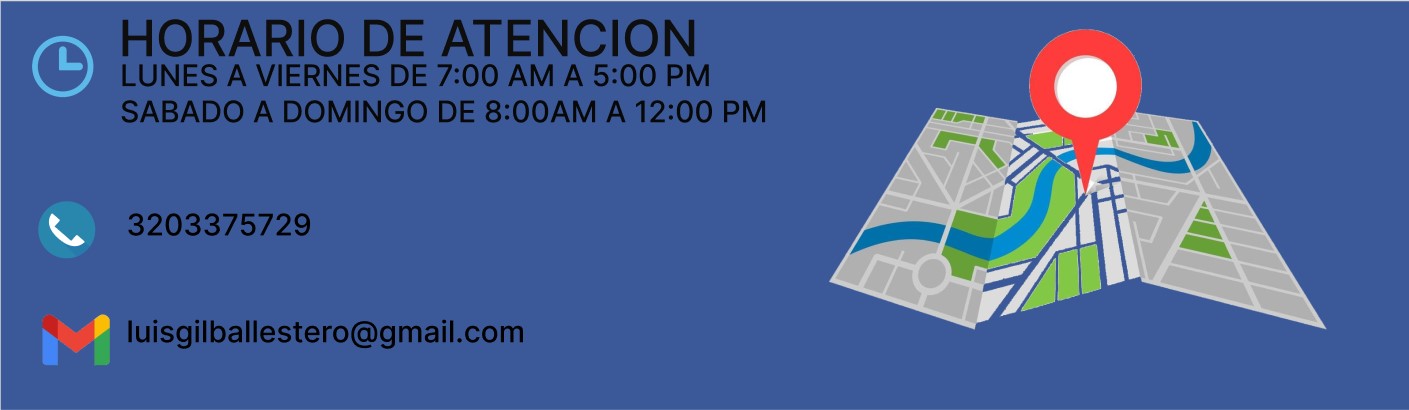 HORARIO DE ATENCION
LUNES A VIERNES DE 7:00 AM A 5:00 PM
SABADO A DOMINGO DE 8:00AM A 12:00 PM
3203375729
luisgilballestero@gmail.com